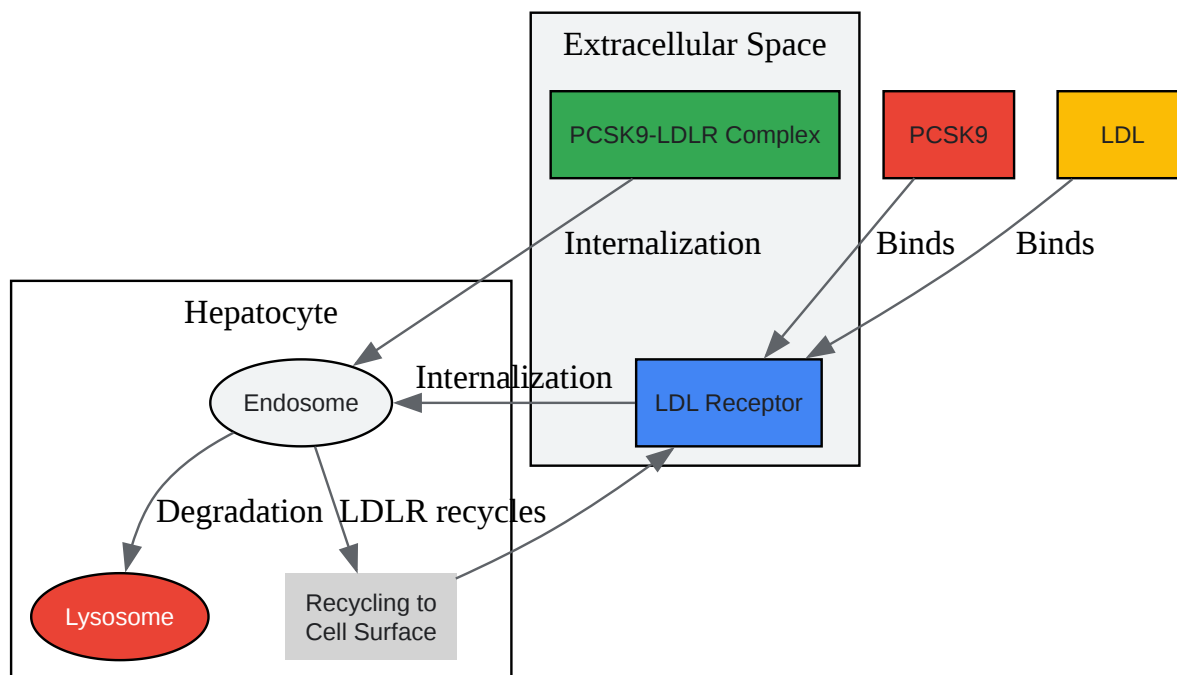 Extracellular Space
PCSK9-LDLR Complex
PCSK9
LDL
Internalization
Binds
Binds
Hepatocyte
Endosome
Internalization
LDL Receptor
Degradation
LDLR recycles
Lysosome
Recycling to
Cell Surface